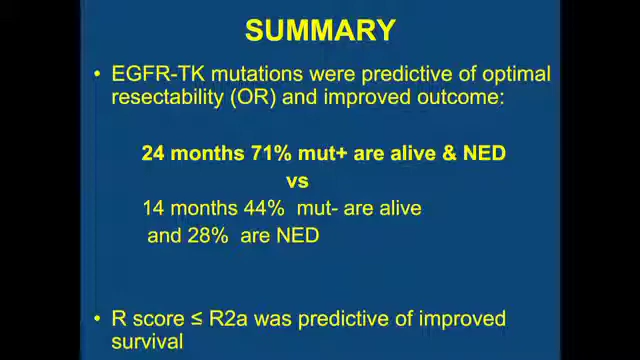 SUMMARY
• EGFR-TK mutations were predictive of optimal
resectability (OR) and improved outcome:
24 months 71% mut+ are alive & NED
vs
14 months 44% mut- are alive
and 28% are NED
• R score ≤ R2a was predictive of improved
survival